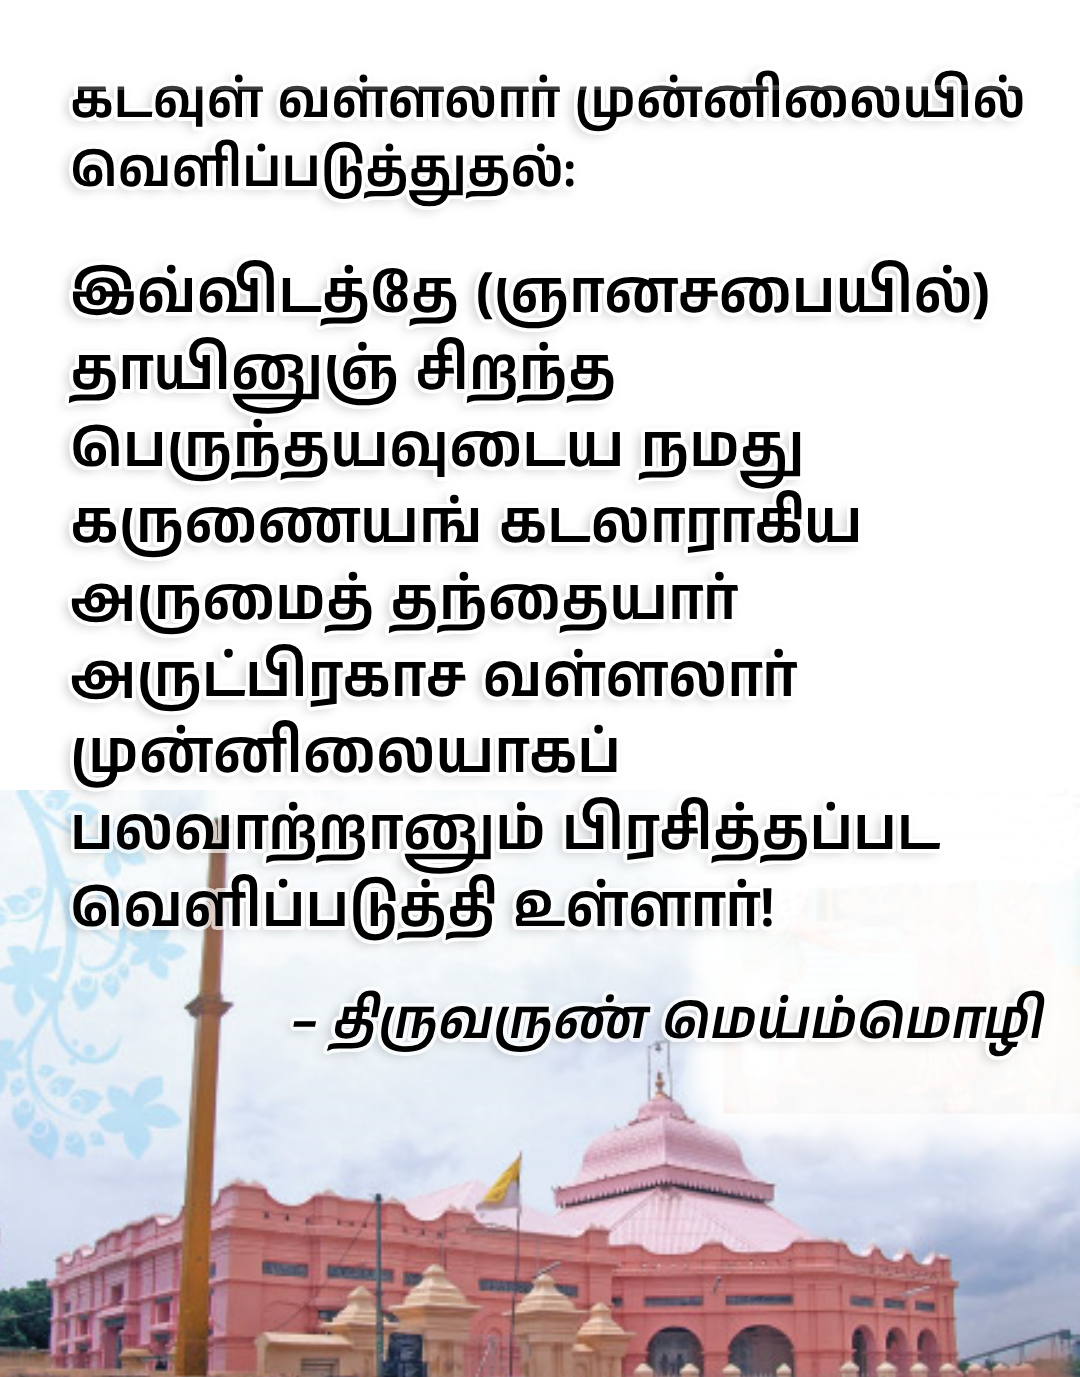 கடவுள் வள்ளலார் முன்னிலையில்
வெளிப்படுத்துதல்:
இவ்விடத்தே (ஞானசபையில்)
தாயினுஞ் சிறந்த
பெருந்தயவுடைய நமது
கருணையங் கடலாராகிய
அருமைத் தந்தையார்
அருட்பிரகாச வள்ளலார்
முன்னிலையாகப்
பலவாற்றானும் பிரசித்தப்பட
வெளிப்படுத்தி உள்ளார்!
– திருவருண் மெய்ம்மொழி